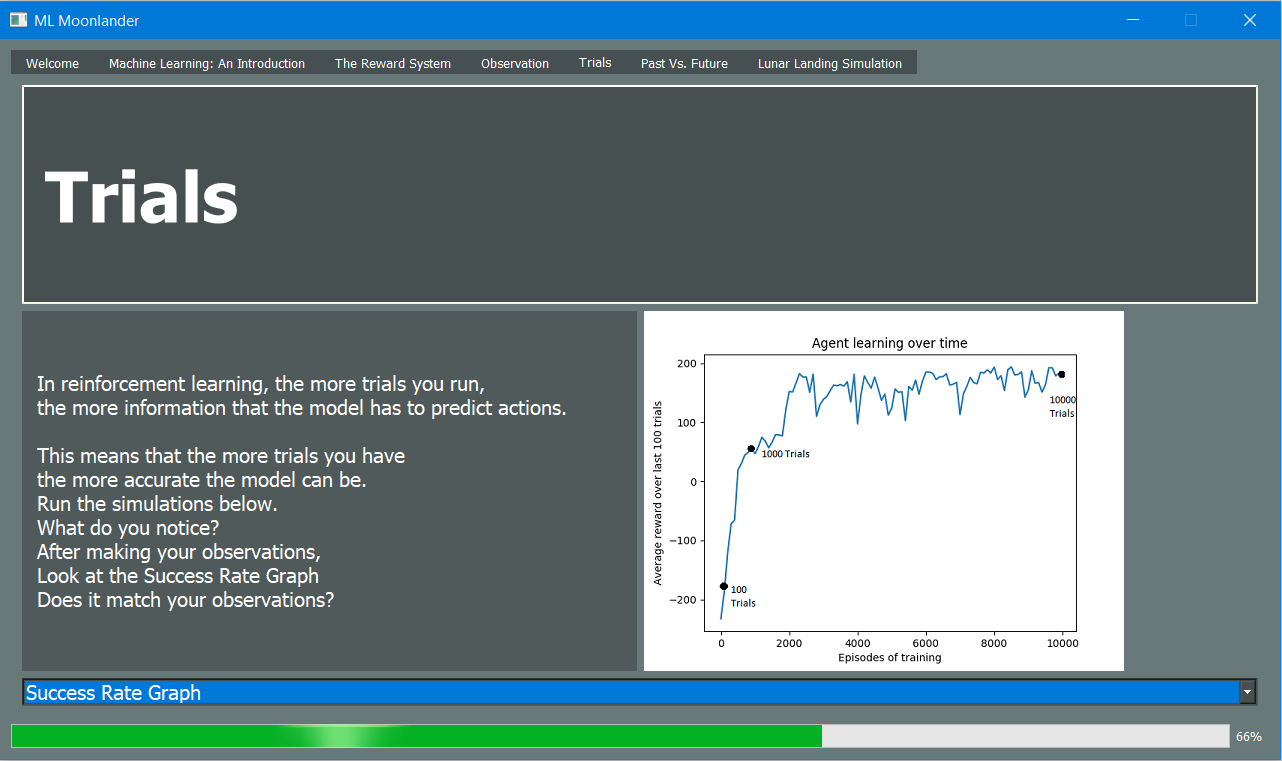 ML Moonlander
Welcome Machine Learning: An Introduction The Reward System Observation Trials Past Vs. Future Lunar Landing Simulation
Trials
In reinforcement learning, the more trials you run,
the more information that the model has to predict actions.
This means that the more trials you have
the more accurate the model can be.
Run the simulations below.
What do you notice?
After making your observations,
Look at the Success Rate Graph
Does it match your observations?
Agent learning over time
Average reward over last 100 trials
200
100
0
−100
−200
100
Trials
1000 Trials
10000
Trials
0 2000 4000 6000 8000 10000
Episodes of training
Success Rate Graph
66%